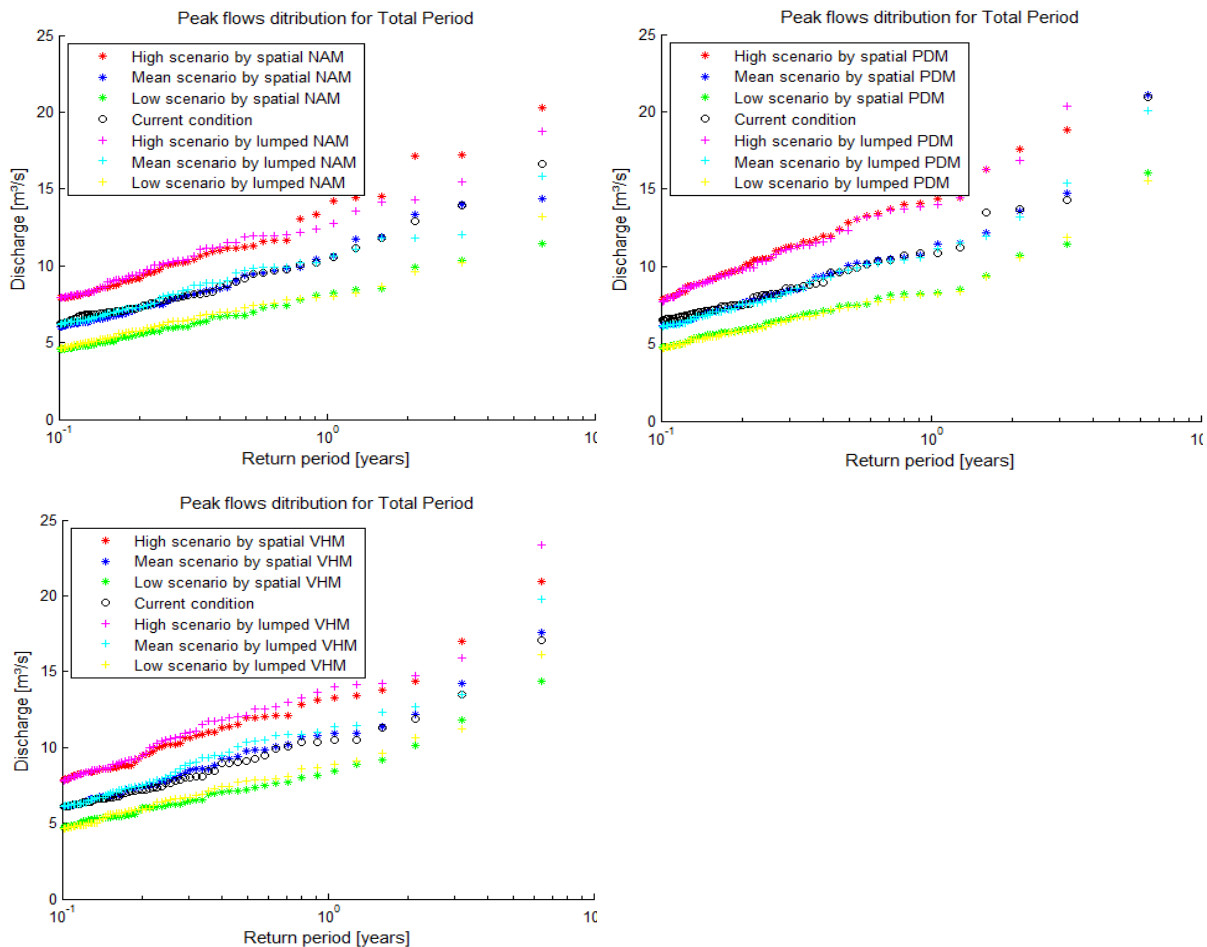 Peak flows ditribution for Total Period
25
20
15
10
5
0
Discharge [m³/s]
High scenario by spatial NAM
Mean scenario by spatial NAM
Low scenario by spatial NAM
Current condition
High scenario by lumped NAM
Mean scenario by lumped NAM
Low scenario by lumped NAM
10⁻¹ 10⁰ 10
Return period [years]
Peak flows ditribution for Total Period
25
20
15
10
5
0
Discharge [m³/s]
High scenario by spatial PDM
Mean scenario by spatial PDM
Low scenario by spatial PDM
Current condition
High scenario by lumped PDM
Mean scenario by lumped PDM
Low scenario by lumped PDM
10⁻¹ 10⁰ 10
Return period [years]
Peak flows ditribution for Total Period
25
20
15
10
5
0
Discharge [m³/s]
High scenario by spatial VHM
Mean scenario by spatial VHM
Low scenario by spatial VHM
Current condition
High scenario by lumped VHM
Mean scenario by lumped VHM
Low scenario by lumped VHM
10⁻¹ 10⁰ 10
Return period [years]